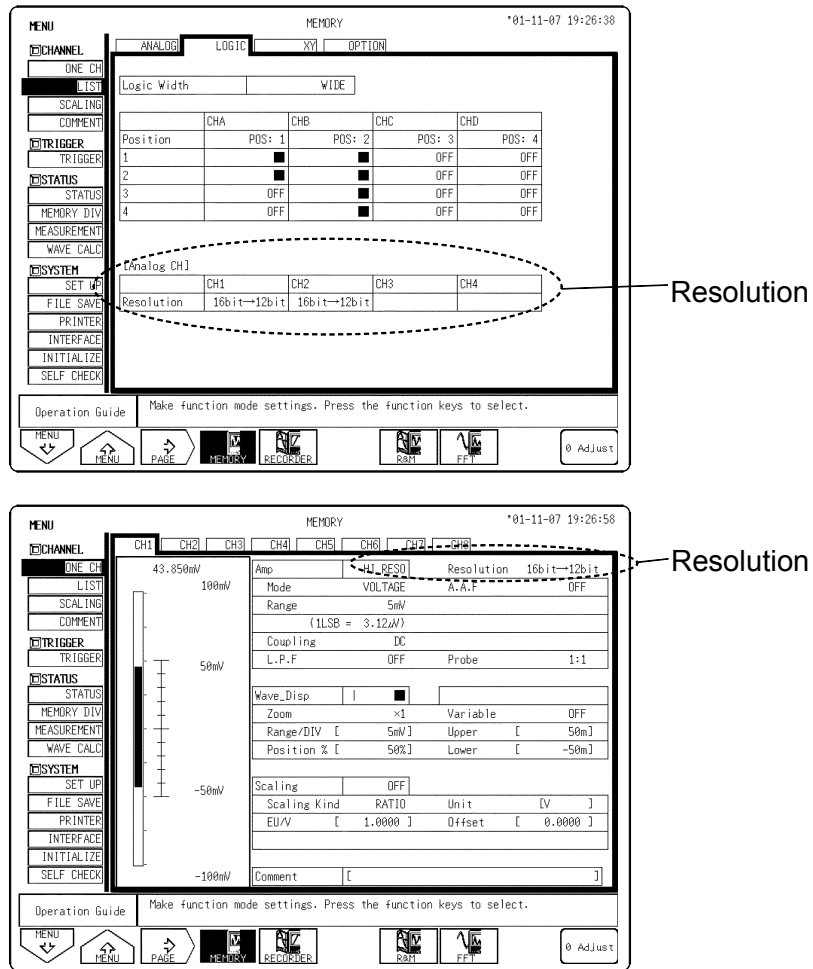 MENU MEMORY '01-11-07 19:26:38
CHANNEL ANALOG LOGIC XY OPTION
ONE CH
LIST Logic Width WIDE
SCALING
COMMENT CHA CHB CHC CHD
TRIGGER Position POS: 1 POS: 2 POS: 3 POS: 4
TRIGGER 1 OFF OFF
STATUS 2 OFF OFF
STATUS 3 OFF OFF OFF
MEMORY DIV 4 OFF OFF OFF
MEASUREMENT
WAVE CALC
SYSTEM [Analog CH]
SET UP CH1 CH2 CH3 CH4
FILE SAVE Resolution 16bit→12bit 16bit→12bit
Resolution
PRINTER
INTERFACE
INITIALIZE
SELF CHECK
Operation Guide Make function mode settings. Press the function keys to select.
MENU MENU PAGE MEMORY RECORDER R&M FFT 0 Adjust
MENU MEMORY '01-11-07 19:26:58
CHANNEL CH1 CH2 CH3 CH4 CH5 CH6 CH7 CH8
ONE CH 43.850mV Amp HI_RESO Resolution 16bit→12bit
Resolution
LIST 100mV Mode VOLTAGE A.A.F OFF
SCALING Range 5mV
COMMENT (1LSB = 3.12μV)
TRIGGER Coupling DC
TRIGGER 50mV L.P.F OFF Probe 1:1
STATUS
STATUS Wave_Disp
MEMORY DIV Zoom ×1 Variable OFF
MEASUREMENT Range/DIV [ 5mV] Upper [ 50m]
WAVE CALC Position % [ 50%] Lower [ -50m]
SYSTEM
SET UP -50mV Scaling OFF
FILE SAVE Scaling Kind RATIO Unit [V ]
PRINTER EU/V [ 1.0000 ] Offset [ 0.0000 ]
INTERFACE
INITIALIZE
SELF CHECK -100mV Comment [ ]
Operation Guide Make function mode settings. Press the function keys to select.
MENU MENU PAGE MEMORY RECORDER R&M FFT 0 Adjust